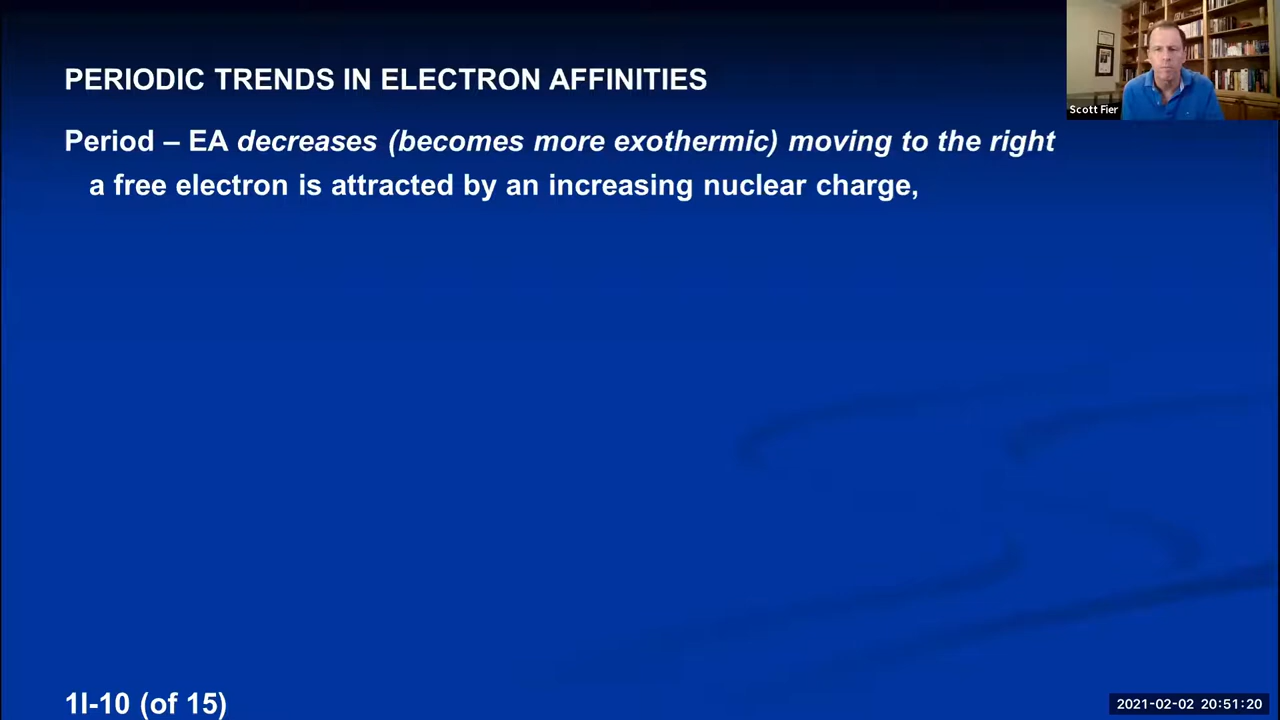 PERIODIC TRENDS IN ELECTRON AFFINITIES
Scott Fier
Period – EA decreases (becomes more exothermic) moving to the right
a free electron is attracted by an increasing nuclear charge,
1I-10 (of 15)
2021-02-02 20:51:20